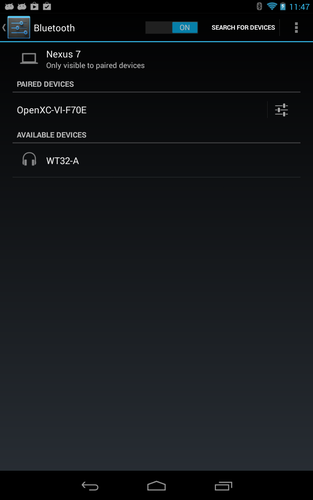 11:47
Bluetooth
ON
SEARCH FOR DEVICES
Nexus 7
Only visible to paired devices
PAIRED DEVICES
OpenXC-VI-F70E
AVAILABLE DEVICES
WT32-A